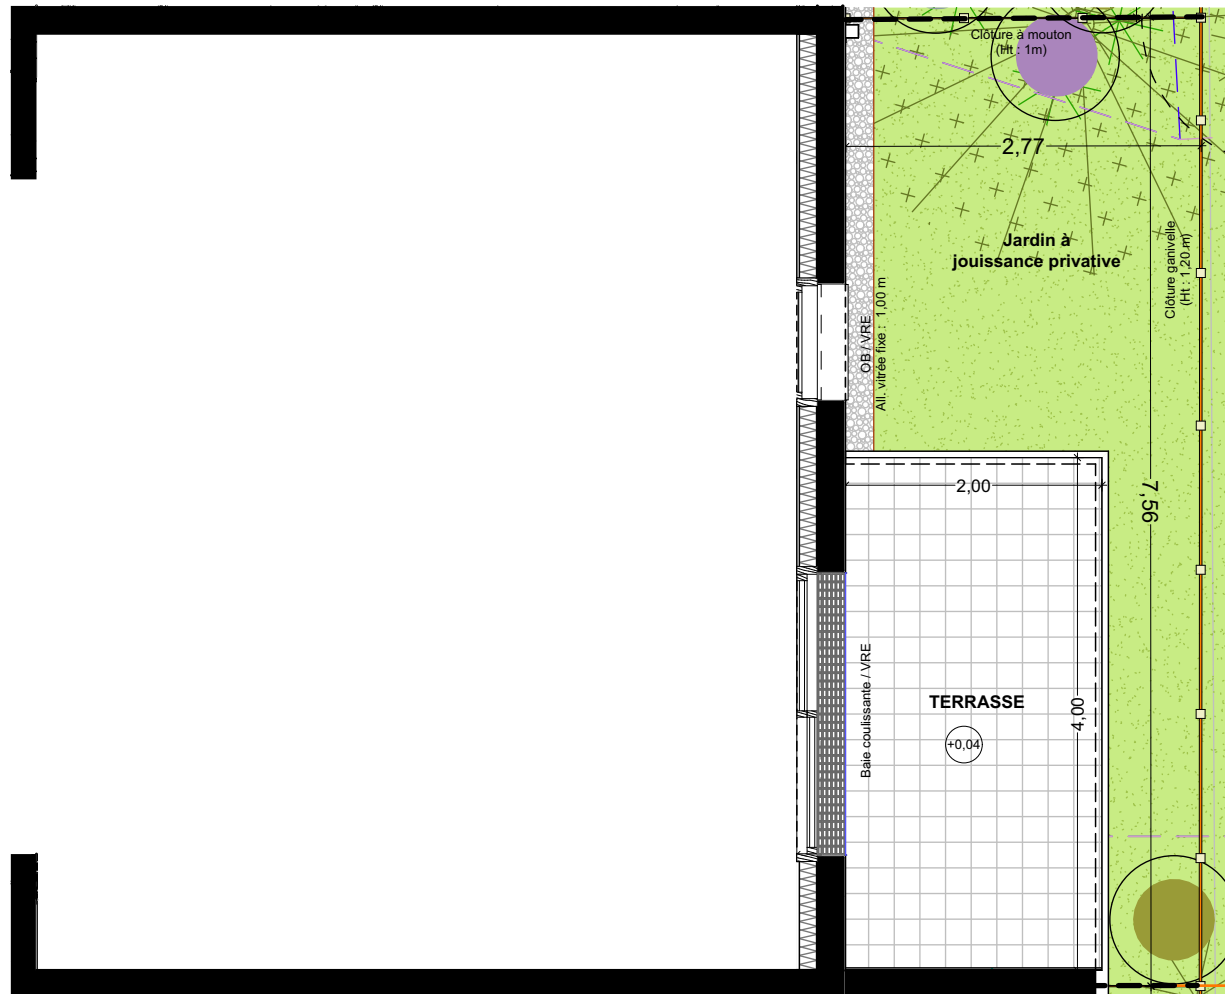 Clôture à mouton
(Ht : 1m)
2,77
Jardin à
jouissance privative
Clôture ganivelle
(Ht : 1,20 m)
OB / VRE
All. vitrée fixe : 1,00 m
2,00
7,56
Baie coulissante / VRE
TERRASSE
4,00
+0,04